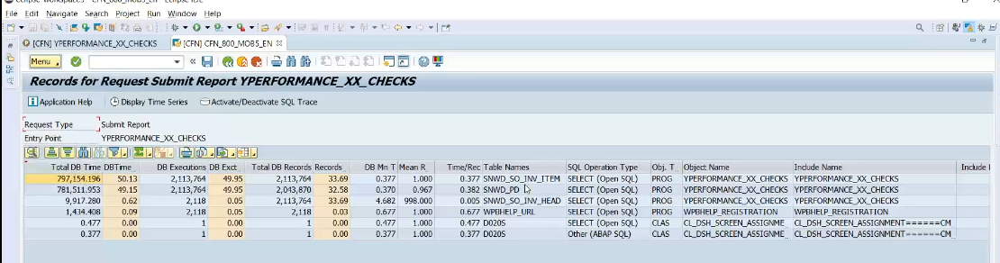 File Edit Navigate Search Project Run Window Help
[CFN] YPERFORMANCE_XX_CHECKS [CFN] CFN_800_MOB5_EN
Menu
Records for Request Submit Report YPERFORMANCE_XX_CHECKS
Application Help Display Time Series Activate/Deactivate SQL Trace
Request Type Submit Report
Entry Point YPERFORMANCE_XX_CHECKS
Total DB Time DBTime DB Executions DB Exct Total DB Records Records DB Mn T Mean R Time/Rec Table Names SQL Operation Type Obj. T Object Name Include Name Include l
797,154.196 50.13 2,113,764 49.95 2,113,764 33.69 0.377 1.000 0.377 SNWD_SO_INV_ITEM SELECT (Open SQL) PROG YPERFORMANCE_XX_CHECKS YPERFORMANCE_XX_CHECKS
781,511.953 49.15 2,113,764 49.95 2,043,870 32.58 0.370 0.967 0.382 SNWD_PD SELECT (Open SQL) PROG YPERFORMANCE_XX_CHECKS YPERFORMANCE_XX_CHECKS
9,917.280 0.62 2,118 0.05 2,113,764 33.69 4.682 998.000 0.005 SNWD_SO_INV_HEAD SELECT (Open SQL) PROG YPERFORMANCE_XX_CHECKS YPERFORMANCE_XX_CHECKS
1,434.408 0.09 2,118 0.05 2,118 0.03 0.677 1.000 0.677 WPBHELP_URL SELECT (Open SQL) PROG WPBHELP_REGISTRATION WPBHELP_REGISTRATION
0.477 0.00 1 0.00 1 0.00 0.477 1.000 0.477 D020S SELECT (Open SQL) CLAS CL_DSH_SCREEN_ASSIGNME CL_DSH_SCREEN_ASSIGNMENT======CM
0.377 0.00 1 0.00 1 0.00 0.377 1.000 0.377 D020S Other (ABAP SQL) CLAS CL_DSH_SCREEN_ASSIGNME CL_DSH_SCREEN_ASSIGNMENT======CM